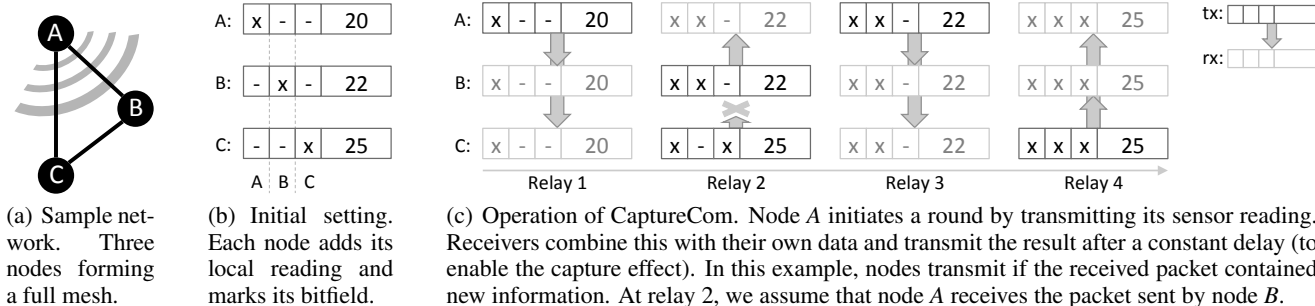 A
B
C
A: x - - 20
B: - x - 22
C: - - x 25
A B C
A: x - - 20 x x - 22 x x - 22 x x x 25
B: x - - 20 x x - 22 x x - 22 x x x 25
C: x - - 20 x - x 25 x x - 22 x x x 25
Relay 1 Relay 2 Relay 3 Relay 4
tx:
rx:
(a) Sample net-
work. Three
nodes forming
a full mesh.
(b) Initial setting.
Each node adds its
local reading and
marks its bitfield.
(c) Operation of CaptureCom. Node A initiates a round by transmitting its sensor reading.
Receivers combine this with their own data and transmit the result after a constant delay (to
enable the capture effect). In this example, nodes transmit if the received packet contained
new information. At relay 2, we assume that node A receives the packet sent by node B.